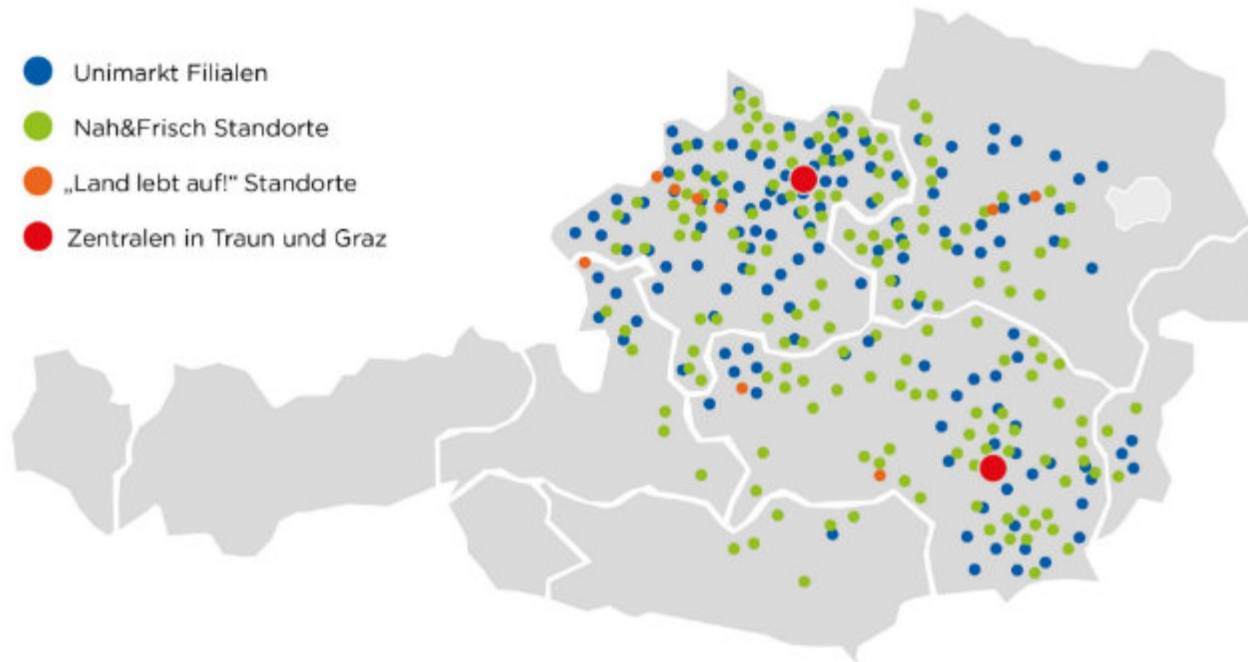 Unimarkt Filialen
Nah&Frisch Standorte
„Land lebt auf!“ Standorte
Zentralen in Traun und Graz